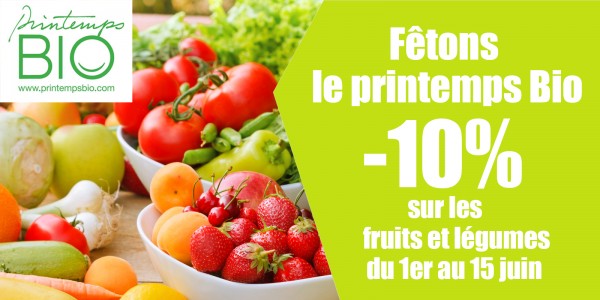 Printemps
BIO
www.printempsbio.com
Fêtons
le printemps Bio
-10%
sur les
fruits et légumes
du 1er au 15 juin